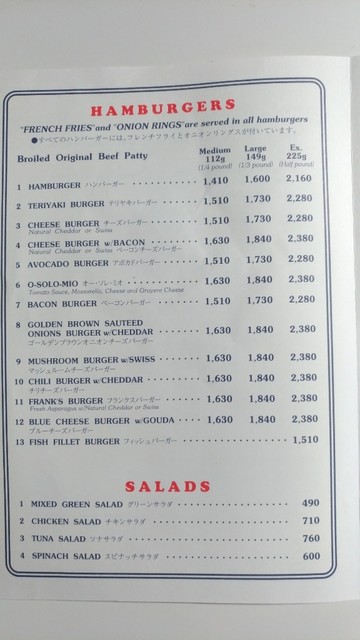 HAMBURGERS
"FRENCH FRIES" and "ONION RINGS" are served in all hamburgers
●すべてのハンバーガーには、フレンチフライとオニオンリングスが付いています。
Broiled Original Beef Patty Medium 112g (1/4 pound) Large 149g (1/3 pound) Ex. 225g (Half pound)
1 HAMBURGER ハンバーガー 1,410 1,600 2,160
2 TERIYAKI BURGER テリヤキバーガー 1,510 1,730 2,280
3 CHEESE BURGER チーズバーガー 1,510 1,730 2,280
Natural Cheddar or Swiss
4 CHEESE BURGER w/BACON 1,630 1,840 2,380
Natural Cheddar or Swiss ベーコンチーズバーガー
5 AVOCADO BURGER アボカドバーガー 1,510 1,730 2,280
6 O-SOLO-MIO オー・ソレ・ミオ 1,630 1,840 2,380
Tomato Sauce, Mozzarella, Cheese and Gruyere Cheese
7 BACON BURGER ベーコンバーガー 1,510 1,730 2,280
8 GOLDEN BROWN SAUTEED
ONIONS BURGER w/CHEDDAR 1,630 1,840 2,380
ゴールデンブラウンオニオンチーズバーガー
9 MUSHROOM BURGER w/SWISS 1,630 1,840 2,380
マッシュルームチーズバーガー
10 CHILI BURGER w/CHEDDAR 1,630 1,840 2,380
チリチーズバーガー
11 FRANK'S BURGER フランクスバーガー 1,630 1,840 2,380
Fresh Asparagus w/Natural Cheddar or Swiss
12 BLUE CHEESE BURGER w/GOUDA 1,630 1,840 2,380
ブルーチーズバーガー
13 FISH FILLET BURGER フィッシュバーガー 1,510
SALADS
1 MIXED GREEN SALAD グリーンサラダ 490
2 CHICKEN SALAD チキンサラダ 710
3 TUNA SALAD ツナサラダ 760
4 SPINACH SALAD スピナッチサラダ 600